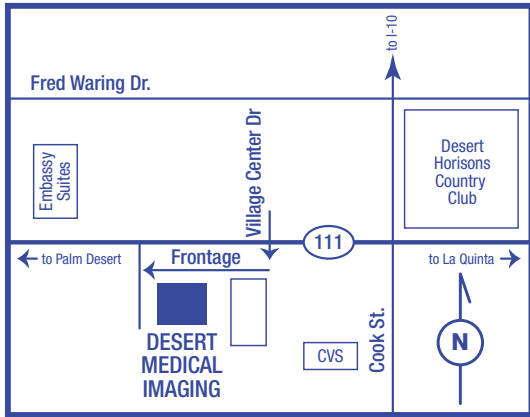 to I-10
Fred Waring Dr.
Village Center Dr
Embassy
Suites
Desert
Horisons
Country
Club
111
to Palm Desert
Frontage
to La Quinta
DESERT
MEDICAL
IMAGING
CVS
Cook St.
N